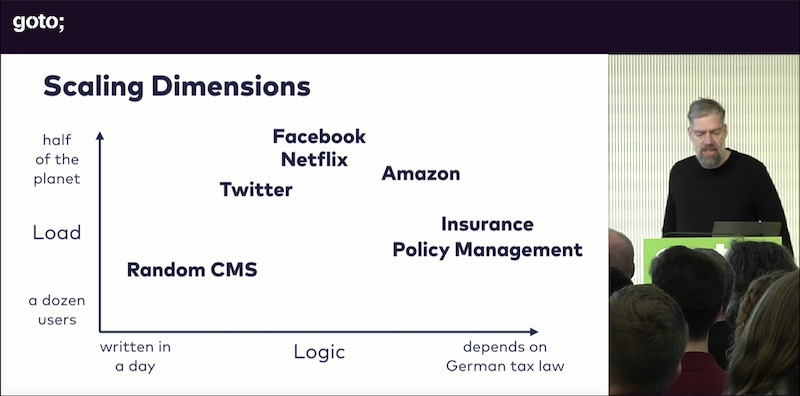 goto;
Scaling Dimensions
half
of the
planet
Facebook
Netflix
Amazon
Twitter
Load
Insurance
Policy Management
Random CMS
a dozen
users
written in
a day
Logic
depends on
German tax law